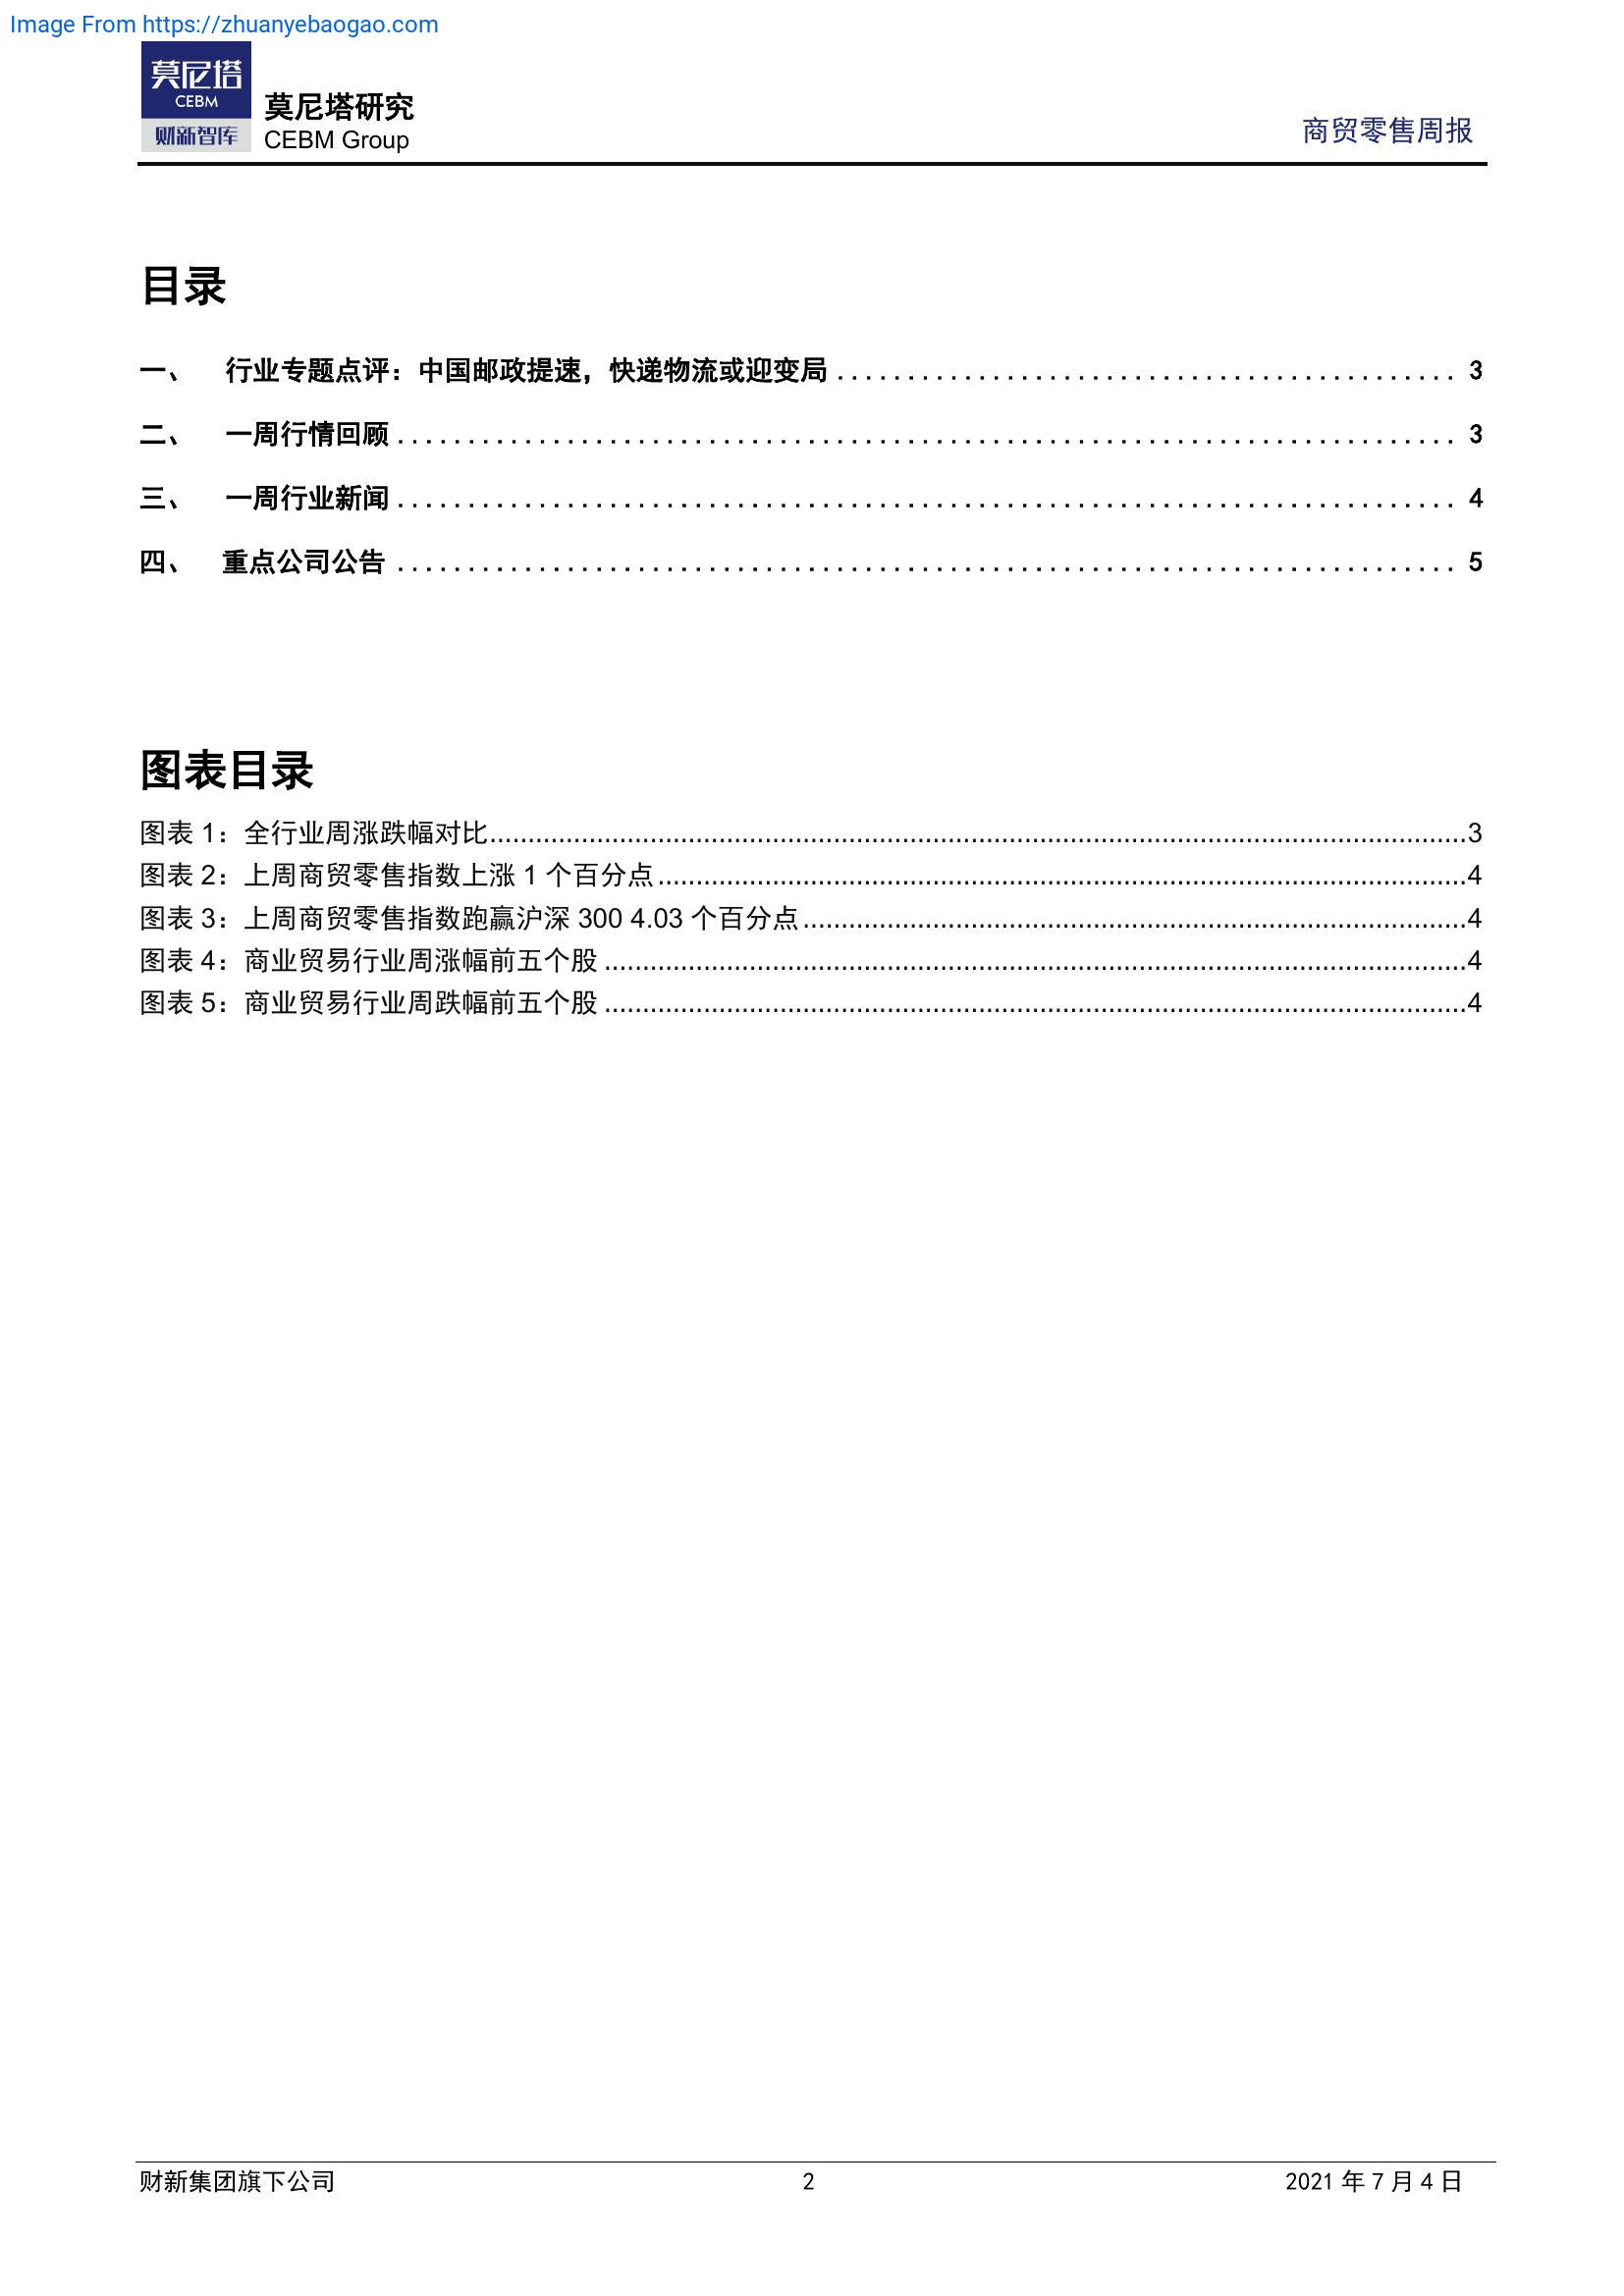 Image From https://zhuanyebaogao.com
莫尼塔
CEBM
财新智库
莫尼塔研究
CEBM Group
商贸零售周报
目录
一、 行业专题点评：中国邮政提速，快递物流或迎变局 ............................................ 3
二、 一周行情回顾 ........................................................................... 3
三、 一周行业新闻 ........................................................................... 4
四、 重点公司公告 ........................................................................... 5
图表目录
图表 1：全行业周涨跌幅对比................................................................................................................................3
图表 2：上周商贸零售指数上涨 1 个百分点..........................................................................................................4
图表 3：上周商贸零售指数跑赢沪深 300 4.03 个百分点.......................................................................................4
图表 4：商业贸易行业周涨幅前五个股 .................................................................................................................4
图表 5：商业贸易行业周跌幅前五个股 .................................................................................................................4
财新集团旗下公司
2
2021 年 7 月 4 日